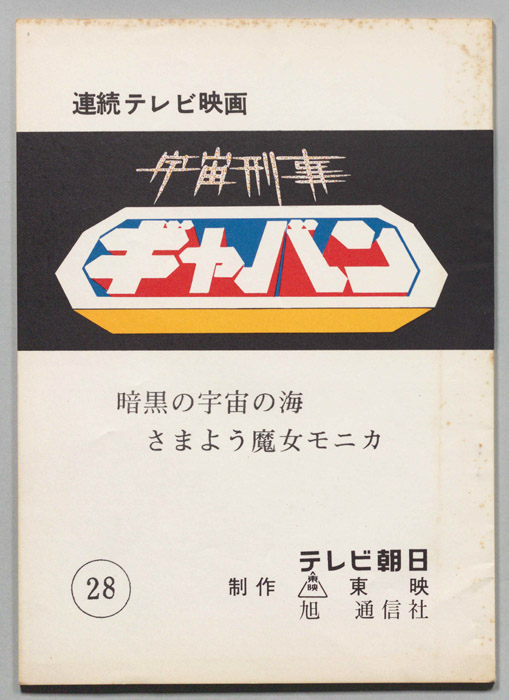 連続テレビ映画
宇宙刑事
ギャバン
暗黒の宇宙の海
さまよう魔女モニカ
28
テレビ朝日
制作 東映 東映
旭通信社